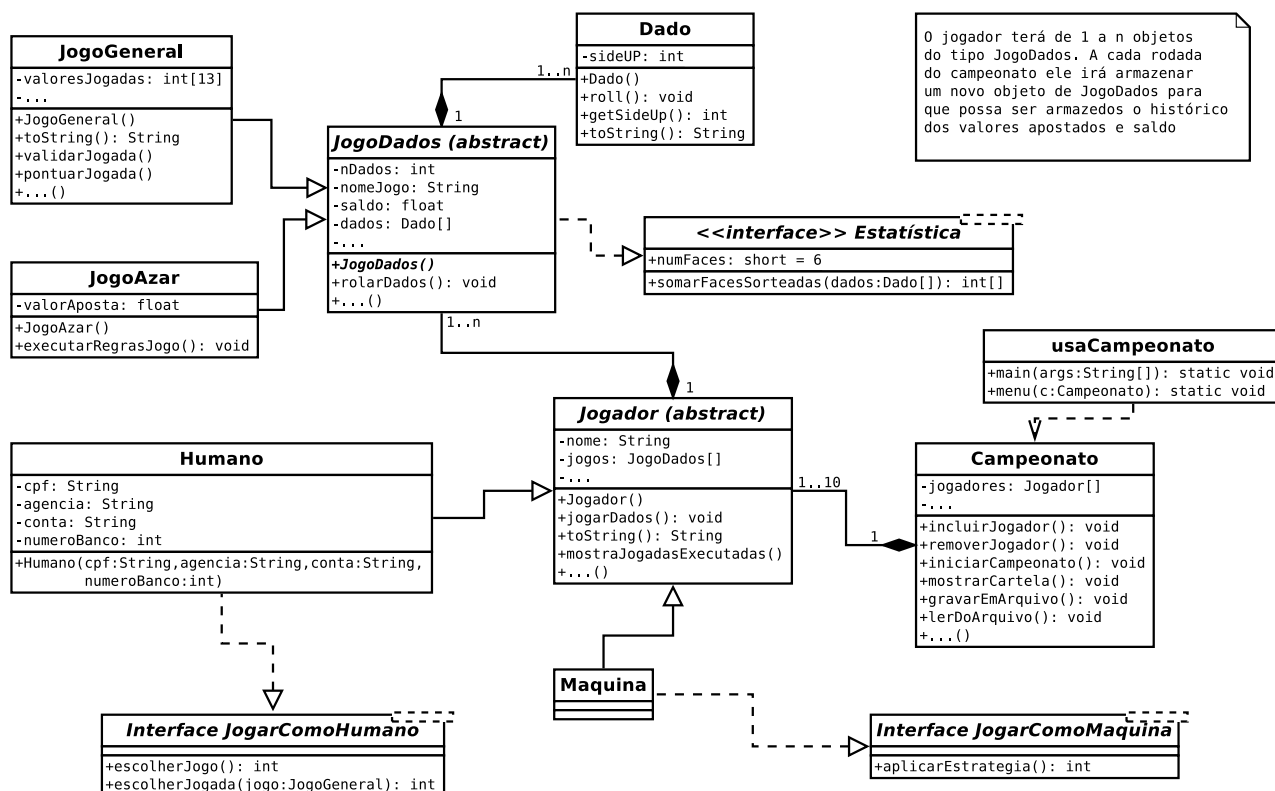 JogoGeneral
-valoresJogadas: int[13]
-...
+JogoGeneral()
+toString(): String
+validarJogada()
+pontuarJogada()
+...()
Dado
-sideUP: int
+Dado()
+roll(): void
+getSideUp(): int
+toString(): String
1..n
1
O jogador terá de 1 a n objetos
do tipo JogoDados. A cada rodada
do campeonato ele irá armazenar
um novo objeto de JogoDados para
que possa ser armazedos o histórico
dos valores apostados e saldo
JogoDados (abstract)
-nDados: int
-nomeJogo: String
-saldo: float
-dados: Dado[]
-...
+JogoDados()
+rolarDados(): void
+...()
<<interface>> Estatística
+numFaces: short = 6
+somarFacesSorteadas(dados:Dado[]): int[]
JogoAzar
-valorAposta: float
+JogoAzar()
+executarRegrasJogo(): void
1..n
1
usaCampeonato
+main(args:String[]): static void
+menu(c:Campeonato): static void
Jogador (abstract)
-nome: String
-jogos: JogoDados[]
-...
+Jogador()
+jogarDados(): void
+toString(): String
+mostraJogadasExecutadas()
+...()
1..10
1
Campeonato
-jogadores: Jogador[]
-...
+incluirJogador(): void
+removerJogador(): void
+iniciarCampeonato(): void
+mostrarCartela(): void
+gravarEmArquivo(): void
+lerDoArquivo(): void
+...()
Humano
-cpf: String
-agencia: String
-conta: String
-numeroBanco: int
+Humano(cpf:String,agencia:String,conta:String,
numeroBanco:int)
Maquina
Interface JogarComoHumano
+escolherJogo(): int
+escolherJogada(jogo:JogoGeneral): int
Interface JogarComoMaquina
+aplicarEstrategia(): int